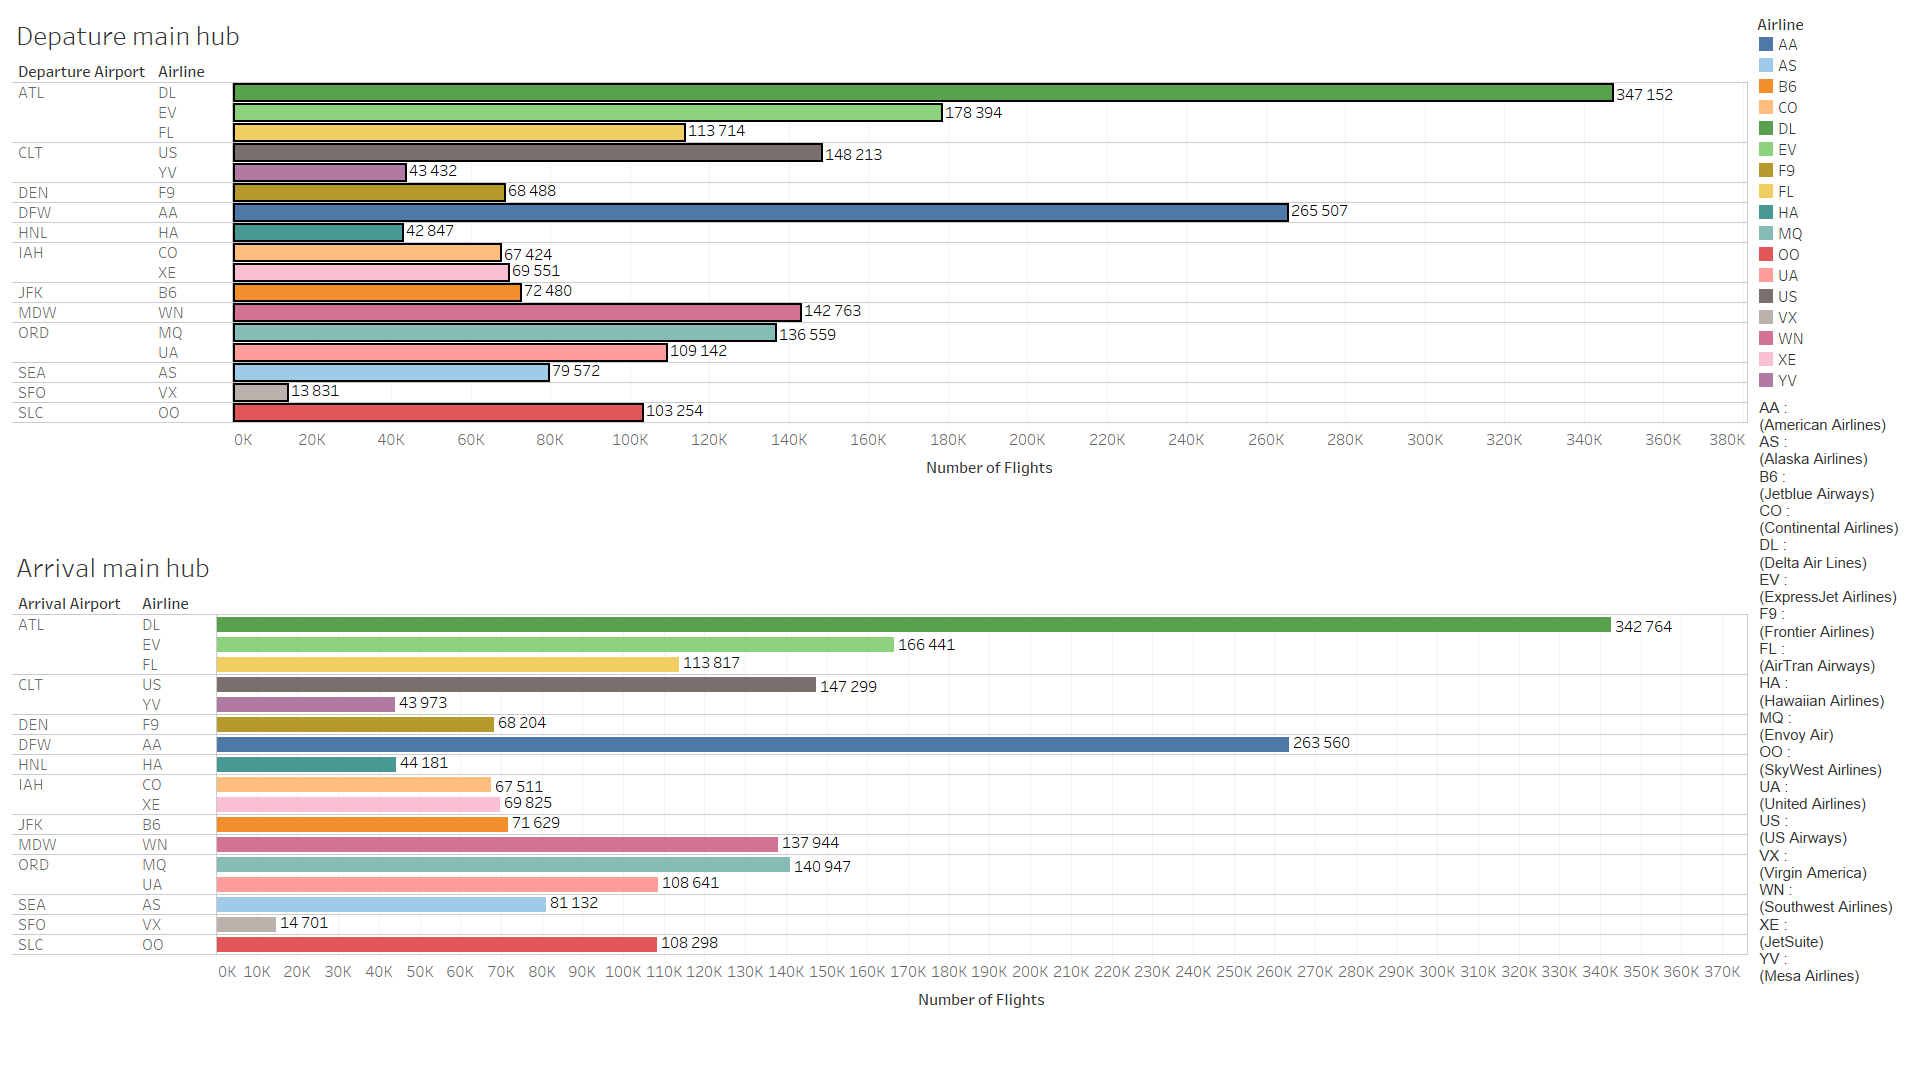 Depature main hub
Departure Airport Airline
ATL DL 347 152
EV 178 394
FL 113 714
CLT US 148 213
YV 43 432
DEN F9 68 488
DFW AA 265 507
HNL HA 42 847
IAH CO 67 424
XE 69 551
JFK B6 72 480
MDW WN 142 763
ORD MQ 136 559
UA 109 142
SEA AS 79 572
SFO VX 13 831
SLC OO 103 254
0K 20K 40K 60K 80K 100K 120K 140K 160K 180K 200K 220K 240K 260K 280K 300K 320K 340K 360K 380K
Number of Flights
Arrival main hub
Arrival Airport Airline
ATL DL 342 764
EV 166 441
FL 113 817
CLT US 147 299
YV 43 973
DEN F9 68 204
DFW AA 263 560
HNL HA 44 181
IAH CO 67 511
XE 69 825
JFK B6 71 629
MDW WN 137 944
ORD MQ 140 947
UA 108 641
SEA AS 81 132
SFO VX 14 701
SLC OO 108 298
0K 10K 20K 30K 40K 50K 60K 70K 80K 90K 100K 110K 120K 130K 140K 150K 160K 170K 180K 190K 200K 210K 220K 230K 240K 250K 260K 270K 280K 290K 300K 310K 320K 330K 340K 350K 360K 370K
Number of Flights
Airline
AA
AS
B6
CO
DL
EV
F9
FL
HA
MQ
OO
UA
US
VX
WN
XE
YV
AA :
(American Airlines)
AS :
(Alaska Airlines)
B6 :
(Jetblue Airways)
CO :
(Continental Airlines)
DL :
(Delta Air Lines)
EV :
(ExpressJet Airlines)
F9 :
(Frontier Airlines)
FL :
(AirTran Airways)
HA :
(Hawaiian Airlines)
MQ :
(Envoy Air)
OO :
(SkyWest Airlines)
UA :
(United Airlines)
US :
(US Airways)
VX :
(Virgin America)
WN :
(Southwest Airlines)
XE :
(JetSuite)
YV :
(Mesa Airlines)